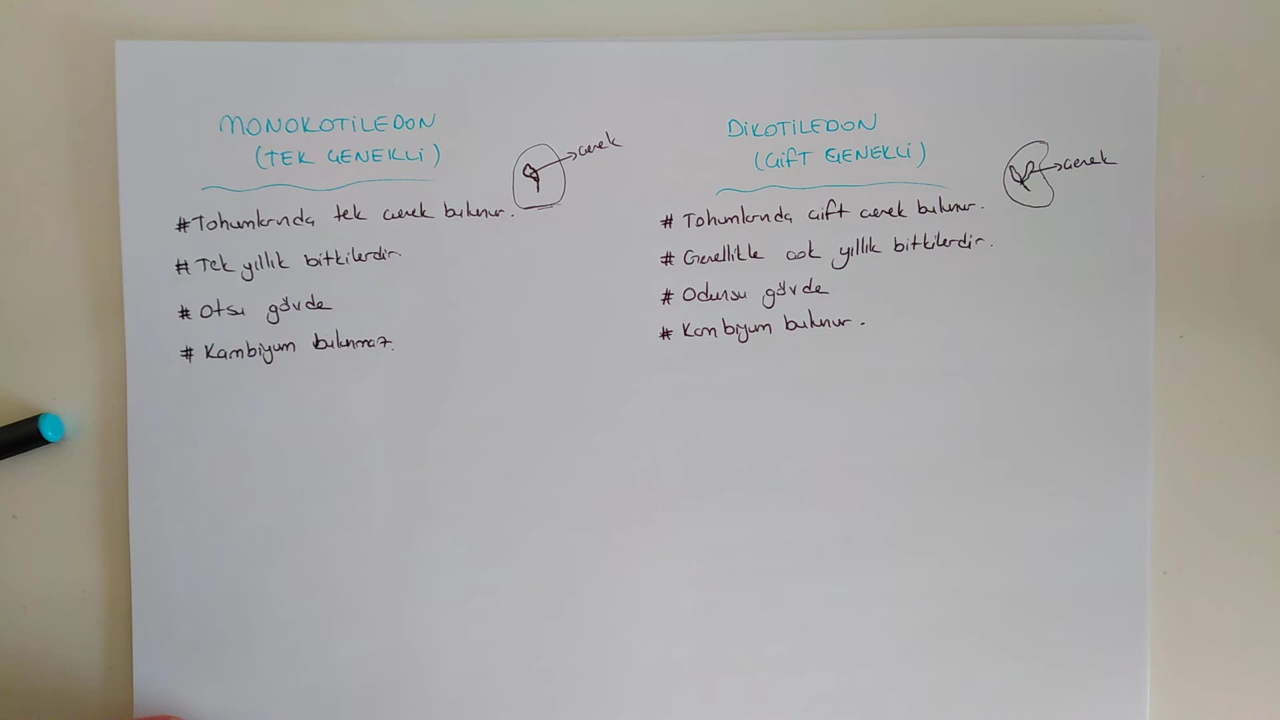 MONOKOTİLEDON
(TEK ÇENEKLİ)
çenek
#Tohumlarında tek çenek bulunur.
#Tek yıllık bitkilerdir.
# Otsu gövde
# Kambiyum bulunmaz.
DİKOTİLEDON
(ÇİFT ÇENEKLİ)
çenek
# Tohumlarında çift çenek bulunur.
# Genellikle çok yıllık bitkilerdir.
# Odunsu gövde
# Kambiyum bulunur.